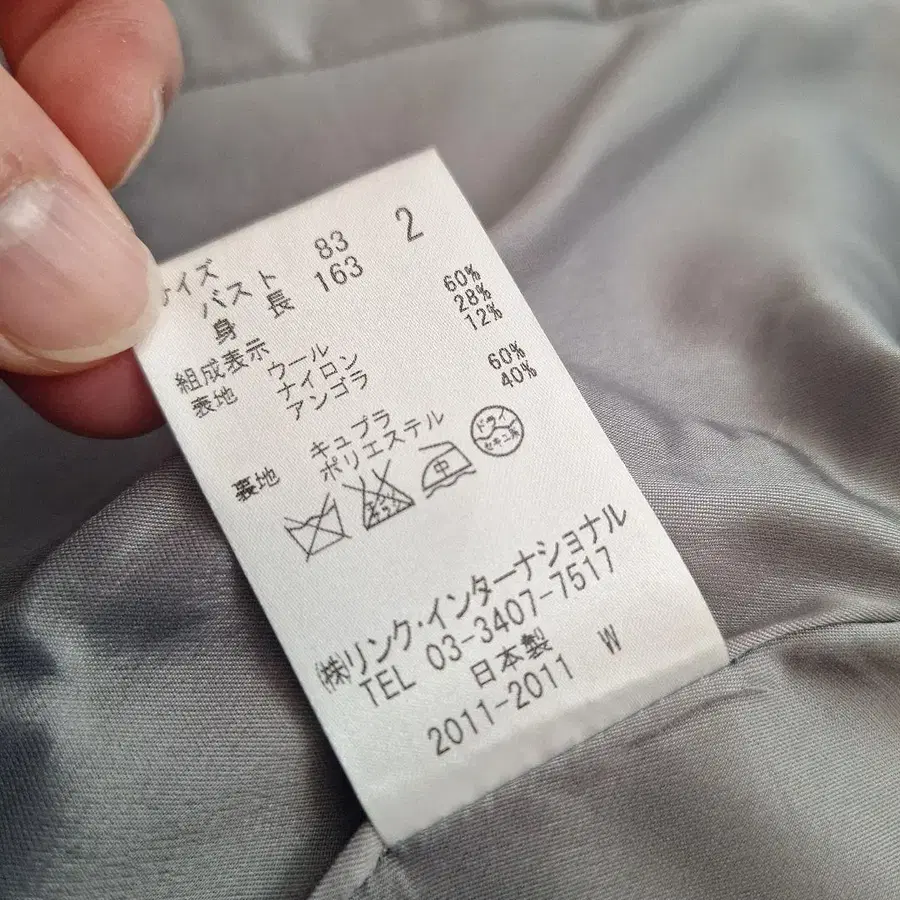 サイズ 2
バスト 83
身長 163
組成表示
表地 ウール 60%
ナイロン 28%
アンゴラ 12%
裏地 キュプラ 60%
ポリエステル 40%
中 ドライ セキユ系
㈱リンク・インターナショナル
TEL 03-3407-7517
日本製
2011-2011 W